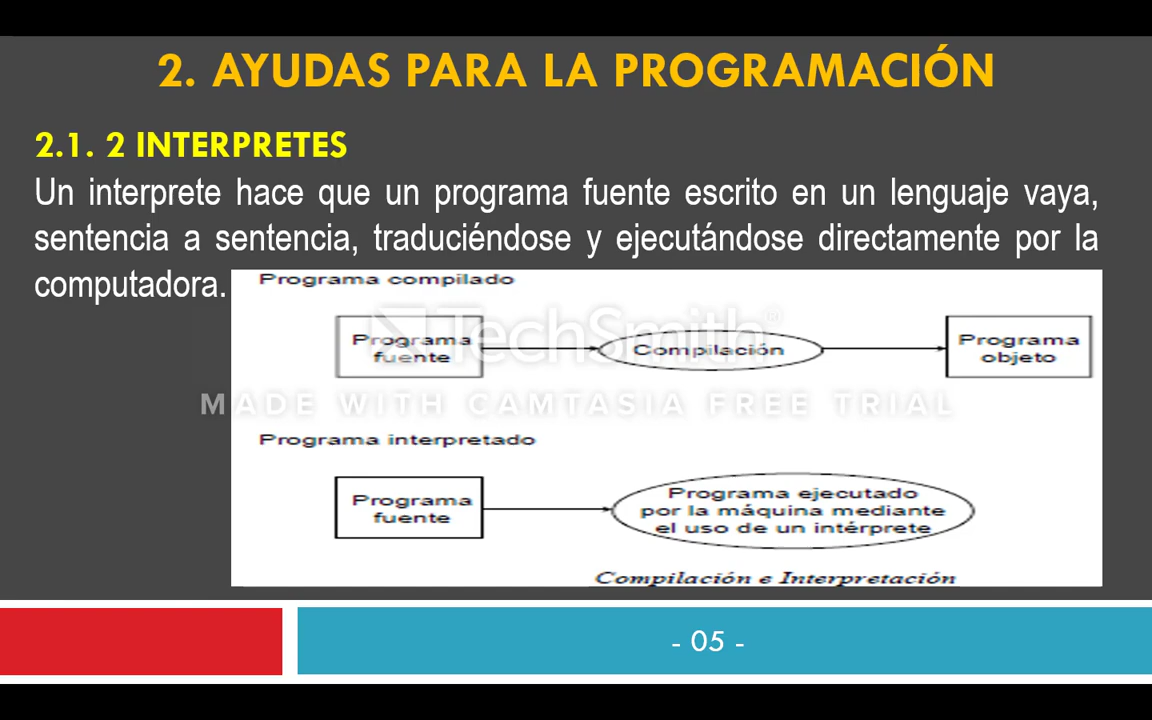 2. AYUDAS PARA LA PROGRAMACIÓN
2.1. 2 INTERPRETES
Un interprete hace que un programa fuente escrito en un lenguaje vaya,
sentencia a sentencia, traduciéndose y ejecutándose directamente por la
computadora.
Programa compilado
Programa
fuente
Compilación
Programa
objeto
TechSmith®
MADE WITH CAMTASIA FREE TRIAL
Programa interpretado
Programa
fuente
Programa ejecutado
por la máquina mediante
el uso de un intérprete
Compilación e Interpretación
- 05 -